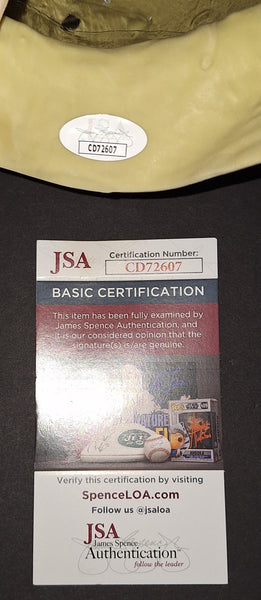 JSA
CD72607
JSA
Certification Number:
CD72607
BASIC CERTIFICATION
This item has been fully examined by
James Spence Authentication, and
it is our considered opinion that the
signature(s) is/are genuine.
JETS
Verify this certification by visiting
SpenceLOA.com
Follow us @jsaloa
JSA
James Spence
Authentication
follow the leader